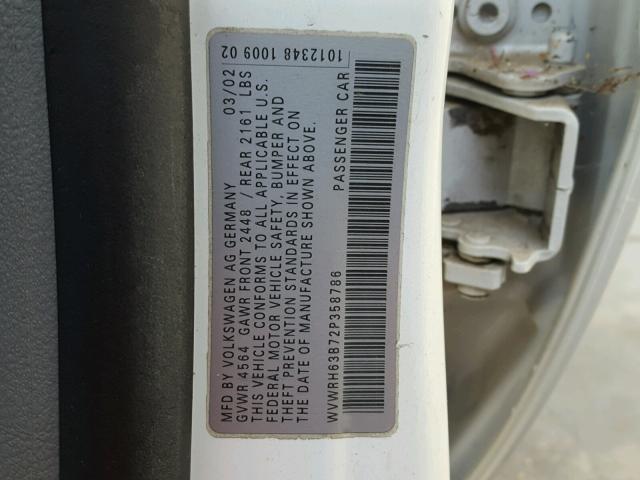 1012348 1009 02
MFD BY VOLKSWAGEN AG GERMANY 03/02
GVWR 4564 GAWR FRONT 2448 / REAR 2161 LBS
THIS VEHICLE CONFORMS TO ALL APPLICABLE U.S.
FEDERAL MOTOR VEHICLE SAFETY, BUMPER AND
THEFT PREVENTION STANDARDS IN EFFECT ON
THE DATE OF MANUFACTURE SHOWN ABOVE.
WVWRH63B72P358786 PASSENGER CAR